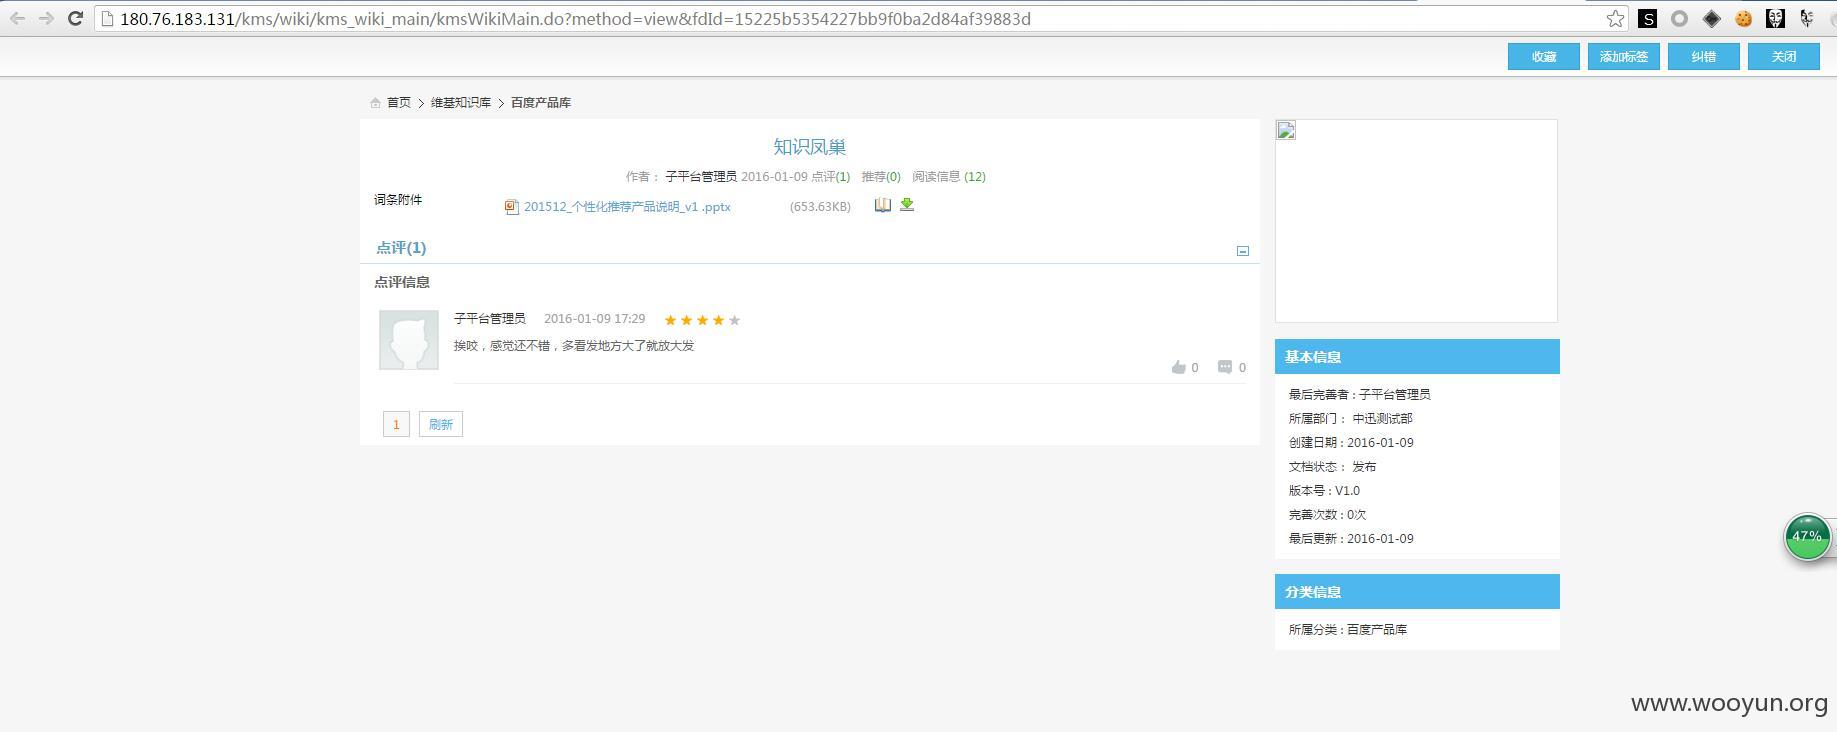 180.76.183.131/kms/wiki/kms_wiki_main/kmsWikiMain.do?method=view&fdId=15225b5354227bb9f0ba2d84af39883d
收藏 添加标签 纠错 关闭
首页 > 维基知识库 > 百度产品库
知识凤巢
作者： 子平台管理员 2016-01-09 点评(1) 推荐(0) 阅读信息 (12)
词条附件
201512_个性化推荐产品说明_v1 .pptx (653.63KB)
点评(1)
点评信息
子平台管理员 2016-01-09 17:29
挨咬，感觉还不错，多看发地方大了就放大发
0 0
1 刷新
基本信息
最后完善者 : 子平台管理员
所属部门： 中迅测试部
创建日期 : 2016-01-09
文档状态： 发布
版本号 : V1.0
完善次数 : 0次
最后更新 : 2016-01-09
47%
分类信息
所属分类 : 百度产品库
www.wooyun.org